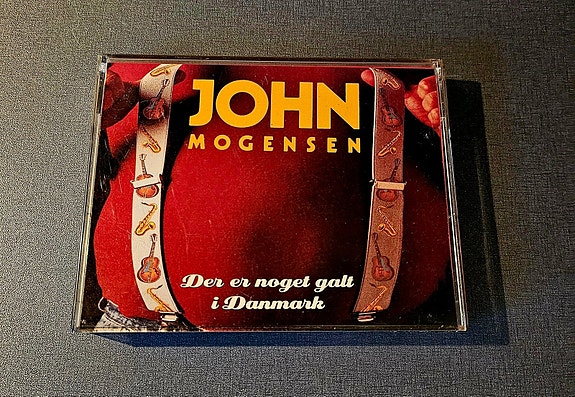 JOHN
MOGENSEN
Der er noget galt
i Danmark